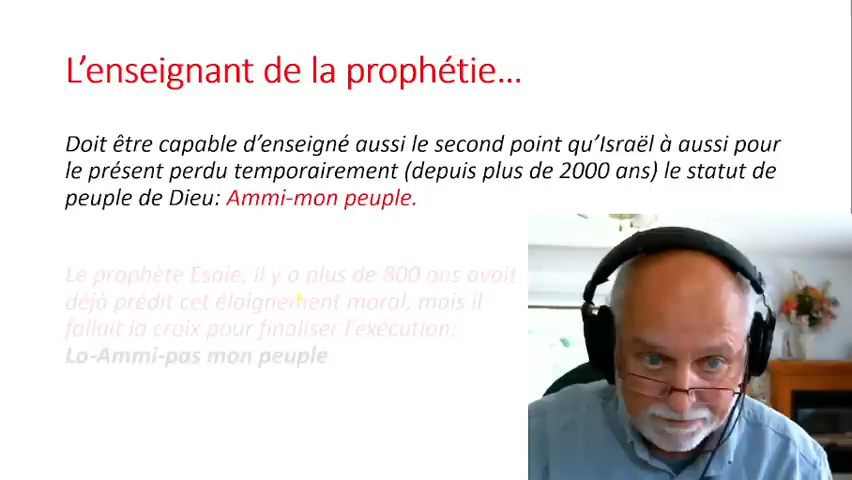 L'enseignant de la prophétie...
Doit être capable d'enseigné aussi le second point qu'Israël à aussi pour
le présent perdu temporairement (depuis plus de 2000 ans) le statut de
peuple de Dieu: Ammi-mon peuple.
Le prophète Esaie, il y a plus de 800 ans avait
déjà prédit cet éloignement moral, mais il
fallait la croix pour finaliser l'exécution:
Lo-Ammi-pas mon peuple